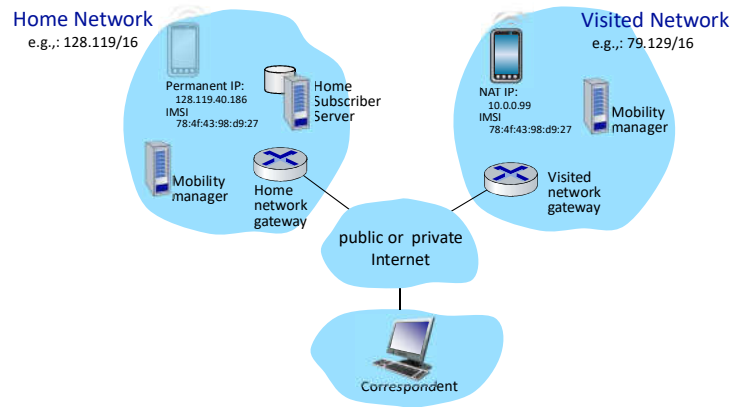 Home Network
e.g.,: 128.119/16
Permanent IP:
128.119.40.186
IMSI
78:4f:43:98:d9:27
Home
Subscriber
Server
Mobility
manager
Home
network
gateway
public or private
Internet
Correspondent
Visited Network
e.g.,: 79.129/16
NAT IP:
10.0.0.99
IMSI
78:4f:43:98:d9:27
Mobility
manager
Visited
network
gateway